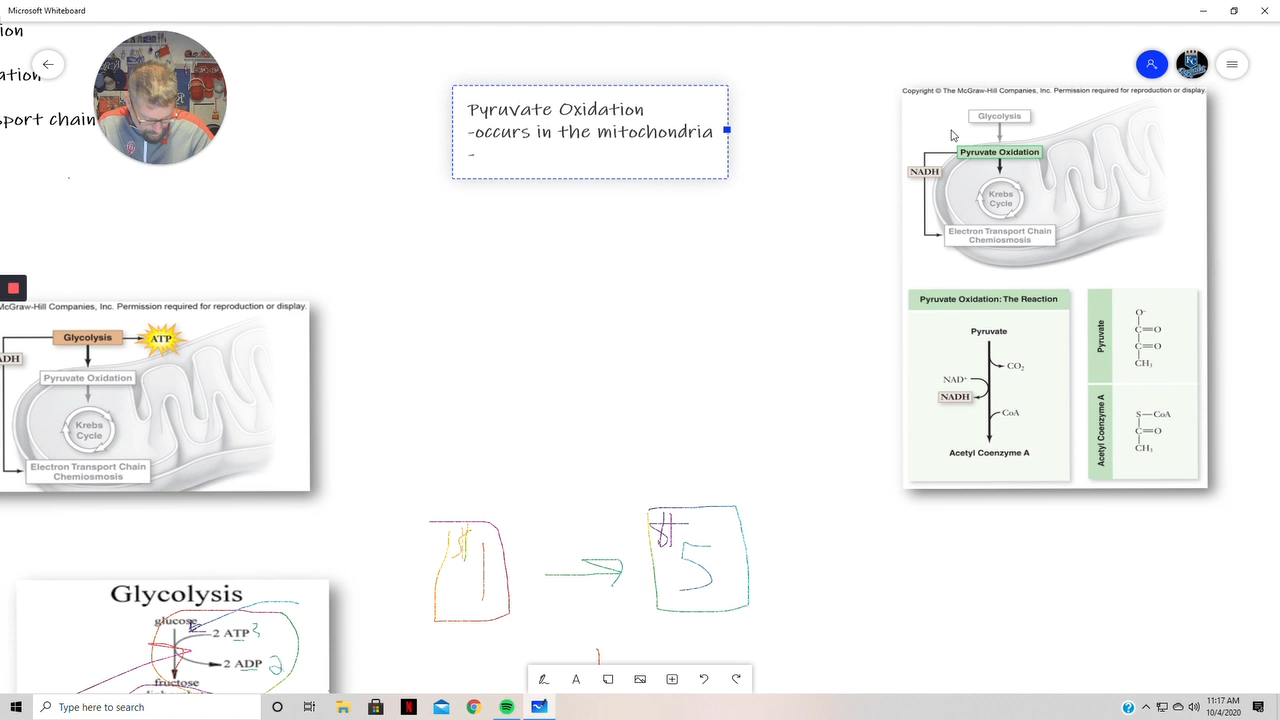 Microsoft Whiteboard
ion
ation
sport chain
Pyruvate Oxidation
-occurs in the mitochondria
-
Copyright © The McGraw-Hill Companies, Inc. Permission required for reproduction or display.
Glycolysis
Pyruvate Oxidation
NADH
Krebs
Cycle
Electron Transport Chain
Chemiosmosis
Pyruvate Oxidation: The Reaction
Pyruvate
CO₂
NAD⁺
NADH
CoA
Acetyl Coenzyme A
Pyruvate
O⁻
C=O
C=O
CH₃
Acetyl Coenzyme A
S—CoA
C=O
CH₃
McGraw-Hill Companies, Inc. Permission required for reproduction or display.
Glycolysis
ATP
ADH
Pyruvate Oxidation
Krebs
Cycle
Electron Transport Chain
Chemiosmosis
1
5
Glycolysis
glucose
2 ATP
2 ADP 2
fructose
Type here to search
11:17 AM
10/4/2020